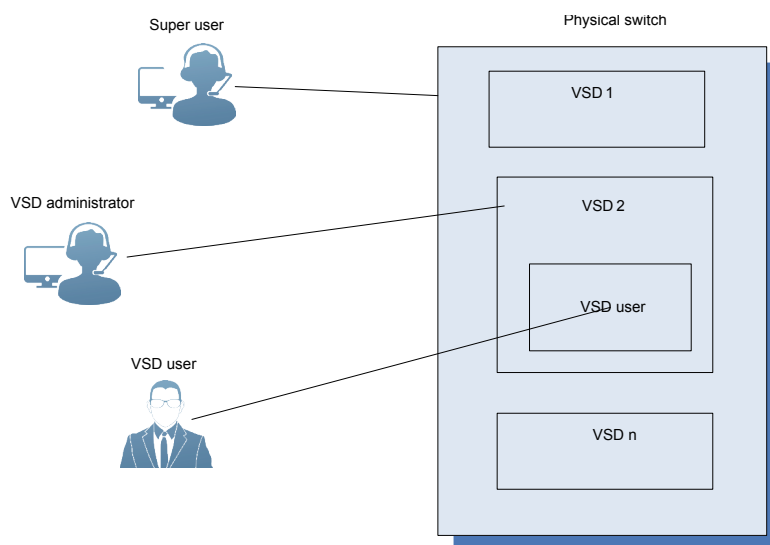 Super user
Physical switch
VSD 1
VSD administrator
VSD 2
VSD user
VSD user
VSD n